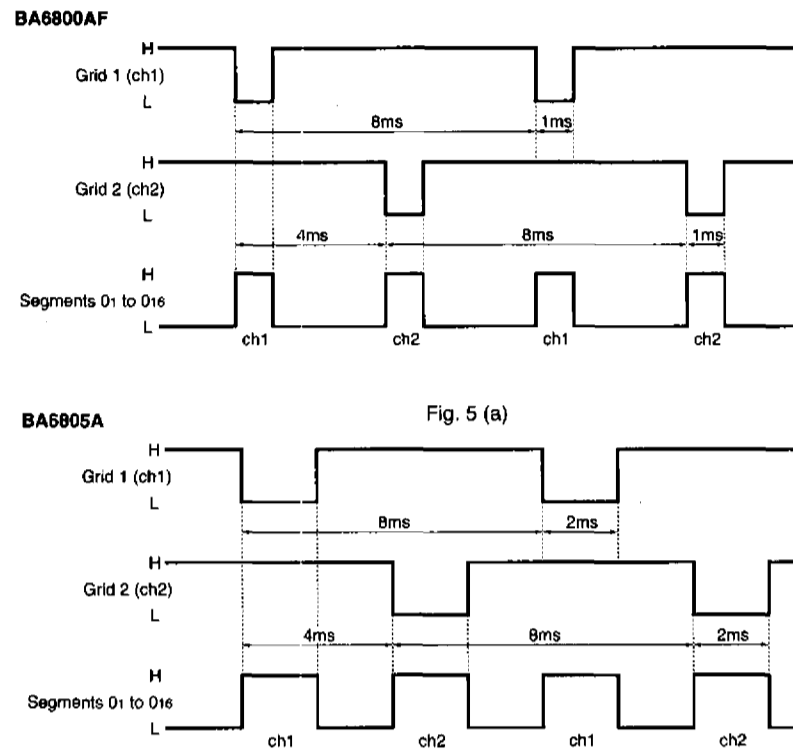 BA6800AF
H
Grid 1 (ch1)
L
8ms 1ms
H
Grid 2 (ch2)
L
4ms 8ms 1ms
H
Segments 01 to 016
L
ch1 ch2 ch1 ch2
Fig. 5 (a)
BA6805A
H
Grid 1 (ch1)
L
8ms 2ms
H
Grid 2 (ch2)
L
4ms 8ms 2ms
H
Segments 01 to 016
L
ch1 ch2 ch1 ch2